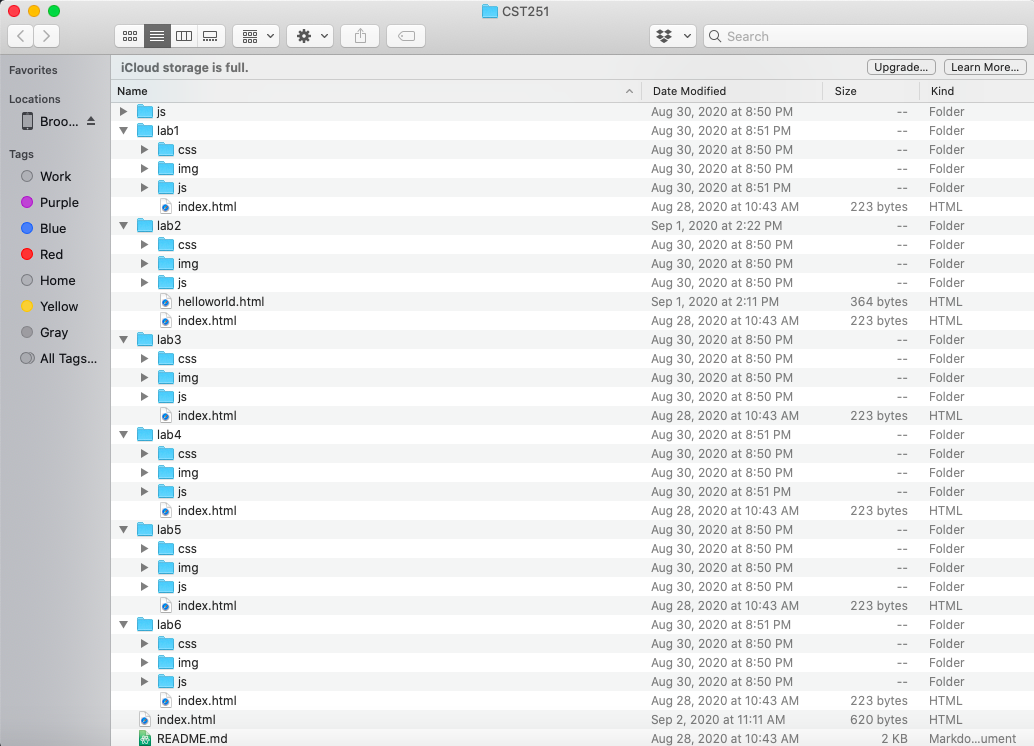 CST251
Search
Favorites
Locations
Broo...
Tags
Work
Purple
Blue
Red
Home
Yellow
Gray
All Tags...
iCloud storage is full. Upgrade... Learn More...
Name Date Modified Size Kind
js Aug 30, 2020 at 8:50 PM -- Folder
lab1 Aug 30, 2020 at 8:51 PM -- Folder
css Aug 30, 2020 at 8:50 PM -- Folder
img Aug 30, 2020 at 8:50 PM -- Folder
js Aug 30, 2020 at 8:51 PM -- Folder
index.html Aug 28, 2020 at 10:43 AM 223 bytes HTML
lab2 Sep 1, 2020 at 2:22 PM -- Folder
css Aug 30, 2020 at 8:50 PM -- Folder
img Aug 30, 2020 at 8:50 PM -- Folder
js Aug 30, 2020 at 8:50 PM -- Folder
helloworld.html Sep 1, 2020 at 2:11 PM 364 bytes HTML
index.html Aug 28, 2020 at 10:43 AM 223 bytes HTML
lab3 Aug 30, 2020 at 8:50 PM -- Folder
css Aug 30, 2020 at 8:50 PM -- Folder
img Aug 30, 2020 at 8:50 PM -- Folder
js Aug 30, 2020 at 8:50 PM -- Folder
index.html Aug 28, 2020 at 10:43 AM 223 bytes HTML
lab4 Aug 30, 2020 at 8:51 PM -- Folder
css Aug 30, 2020 at 8:50 PM -- Folder
img Aug 30, 2020 at 8:50 PM -- Folder
js Aug 30, 2020 at 8:51 PM -- Folder
index.html Aug 28, 2020 at 10:43 AM 223 bytes HTML
lab5 Aug 30, 2020 at 8:50 PM -- Folder
css Aug 30, 2020 at 8:50 PM -- Folder
img Aug 30, 2020 at 8:50 PM -- Folder
js Aug 30, 2020 at 8:50 PM -- Folder
index.html Aug 28, 2020 at 10:43 AM 223 bytes HTML
lab6 Aug 30, 2020 at 8:51 PM -- Folder
css Aug 30, 2020 at 8:50 PM -- Folder
img Aug 30, 2020 at 8:50 PM -- Folder
js Aug 30, 2020 at 8:50 PM -- Folder
index.html Aug 28, 2020 at 10:43 AM 223 bytes HTML
index.html Sep 2, 2020 at 11:11 AM 620 bytes HTML
README.md Aug 30, 2020 at 8:50 PM 2 KB Markdo...ument